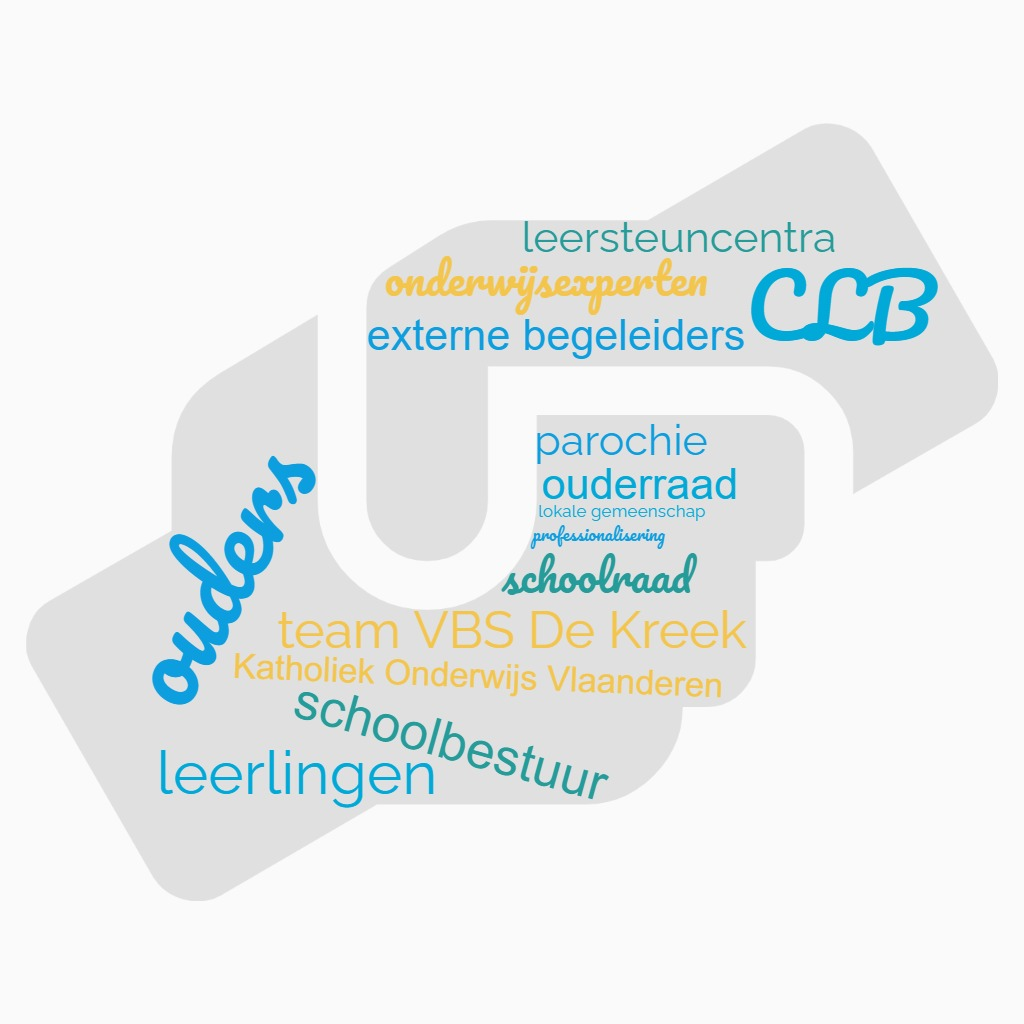 leersteuncentra
onderwijsexperten
CLB
externe begeleiders
parochie
ouderraad
lokale gemeenschap
professionalisering
schoolraad
ouders
team VBS De Kreek
Katholiek Onderwijs Vlaanderen
schoolbestuur
leerlingen